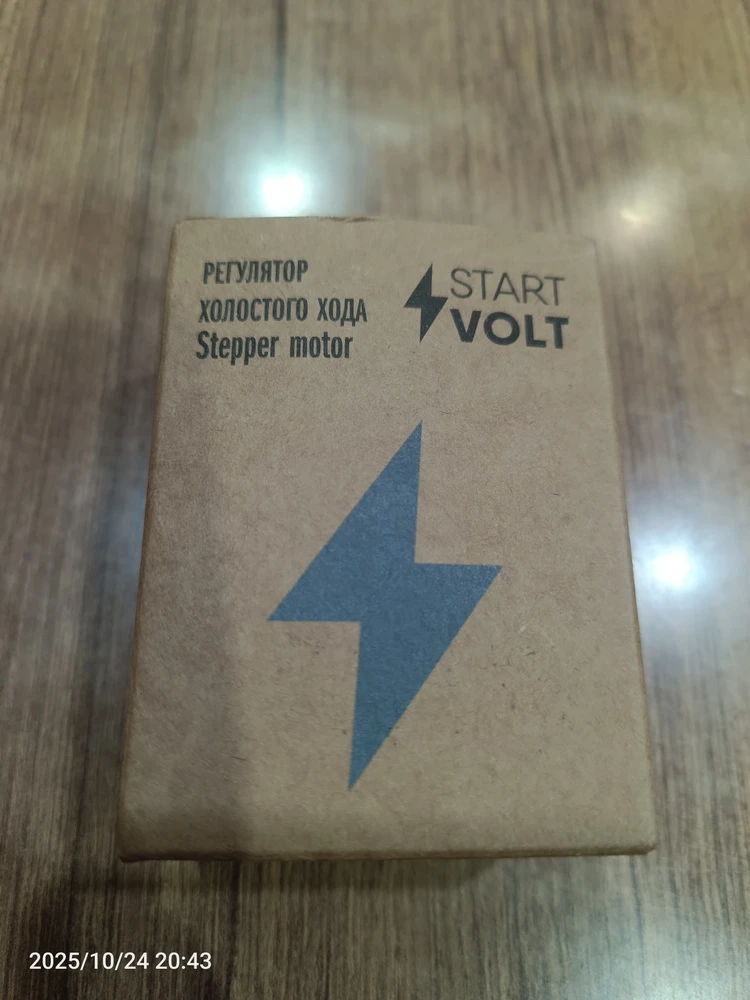 РЕГУЛЯТОР
ХОЛОСТОГО ХОДА
Stepper motor
START
VOLT
2025/10/24 20:43